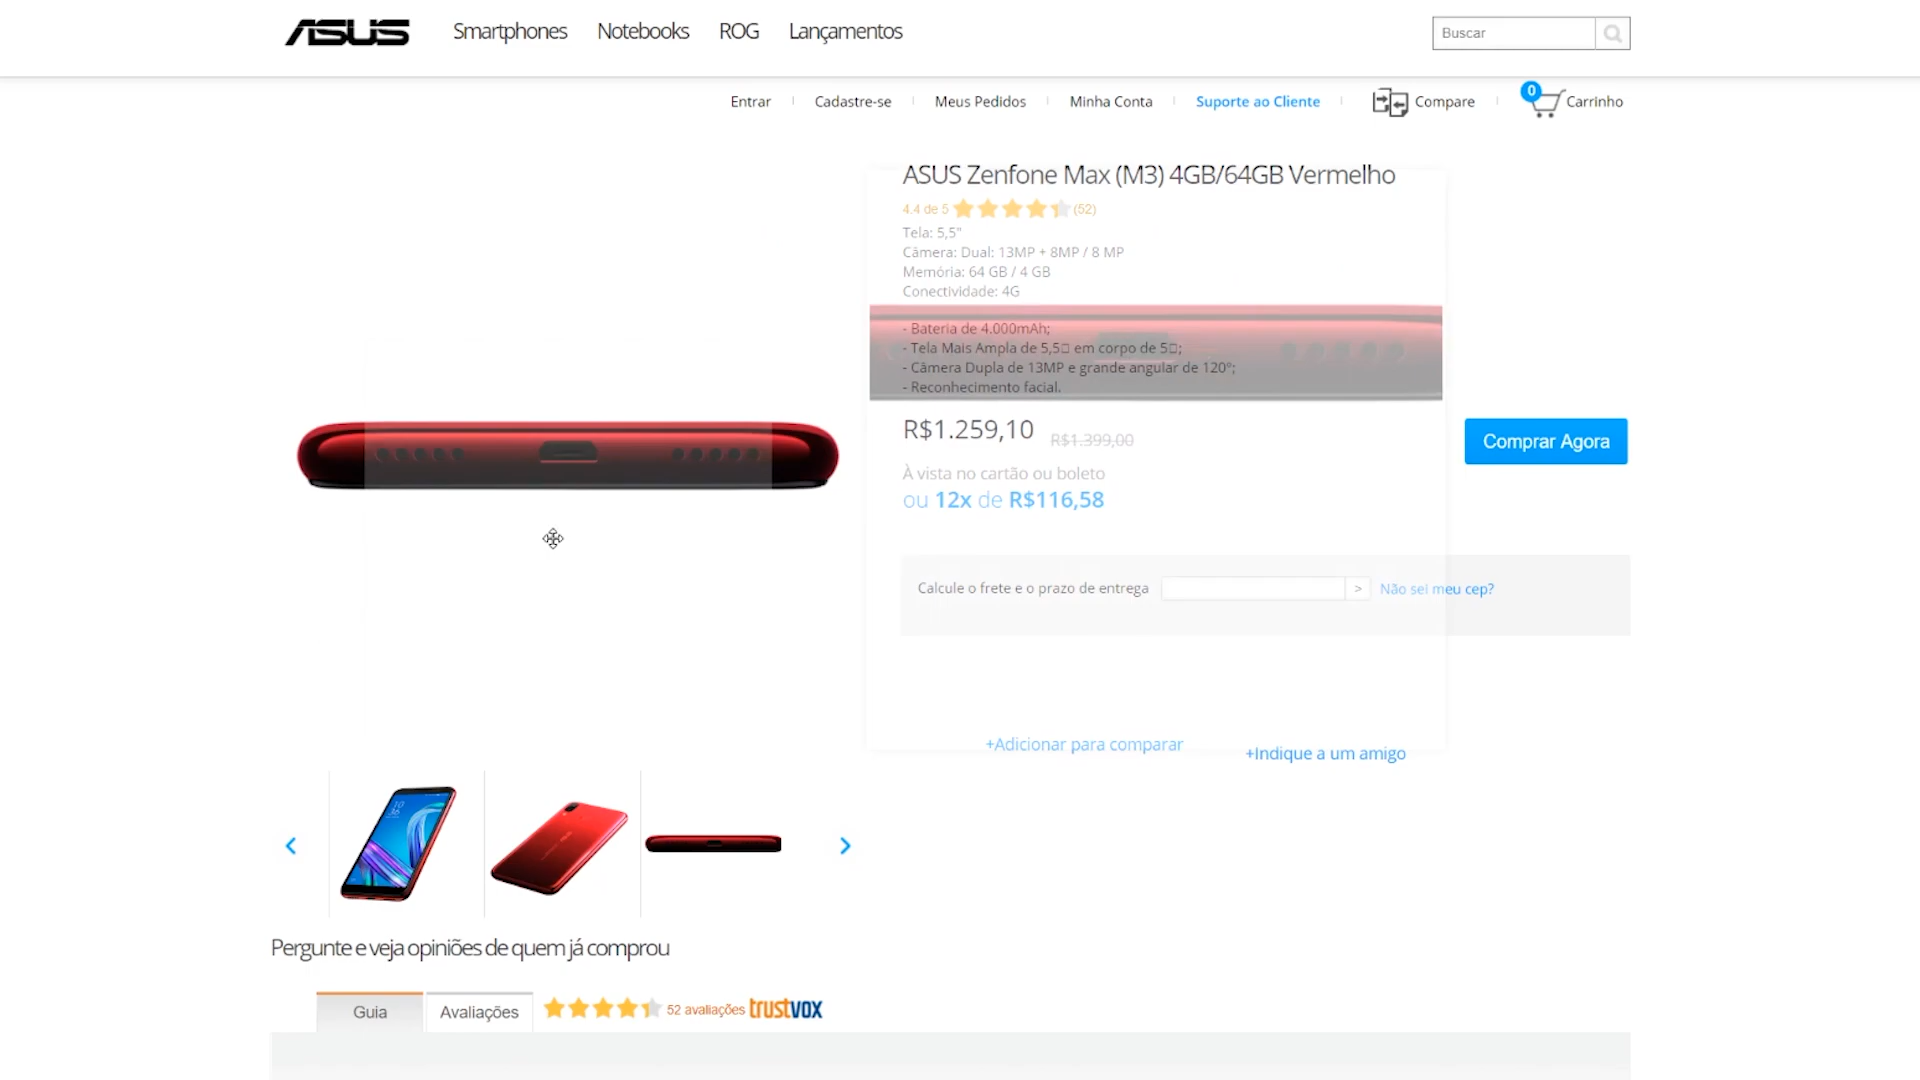 ASUS
Smartphones Notebooks ROG Lançamentos
Buscar
Entrar Cadastre-se Meus Pedidos Minha Conta Suporte ao Cliente Compare 0 Carrinho
ASUS Zenfone Max (M3) 4GB/64GB Vermelho
4.4 de 5 (52)
Tela: 5,5"
Câmera: Dual: 13MP + 8MP / 8 MP
Memória: 64 GB / 4 GB
Conectividade: 4G
- Bateria de 4.000mAh;
- Tela Mais Ampla de 5,5▯ em corpo de 5▯;
- Câmera Dupla de 13MP e grande angular de 120°;
- Reconhecimento facial.
R$1.259,10 R$1.399,00
Comprar Agora
À vista no cartão ou boleto
ou 12x de R$116,58
Calcule o frete e o prazo de entrega > Não sei meu cep?
+Adicionar para comparar
+Indique a um amigo
Pergunte e veja opiniões de quem já comprou
Guia Avaliações 52 avaliações trustvox